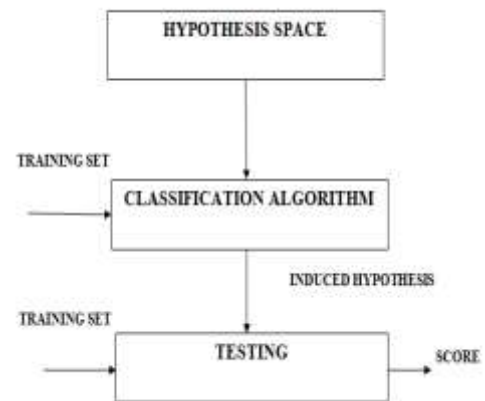 HYPOTHESIS SPACE
TRAINING SET
CLASSIFICATION ALGORITHM
INDUCED HYPOTHESIS
TRAINING SET
TESTING
SCORE